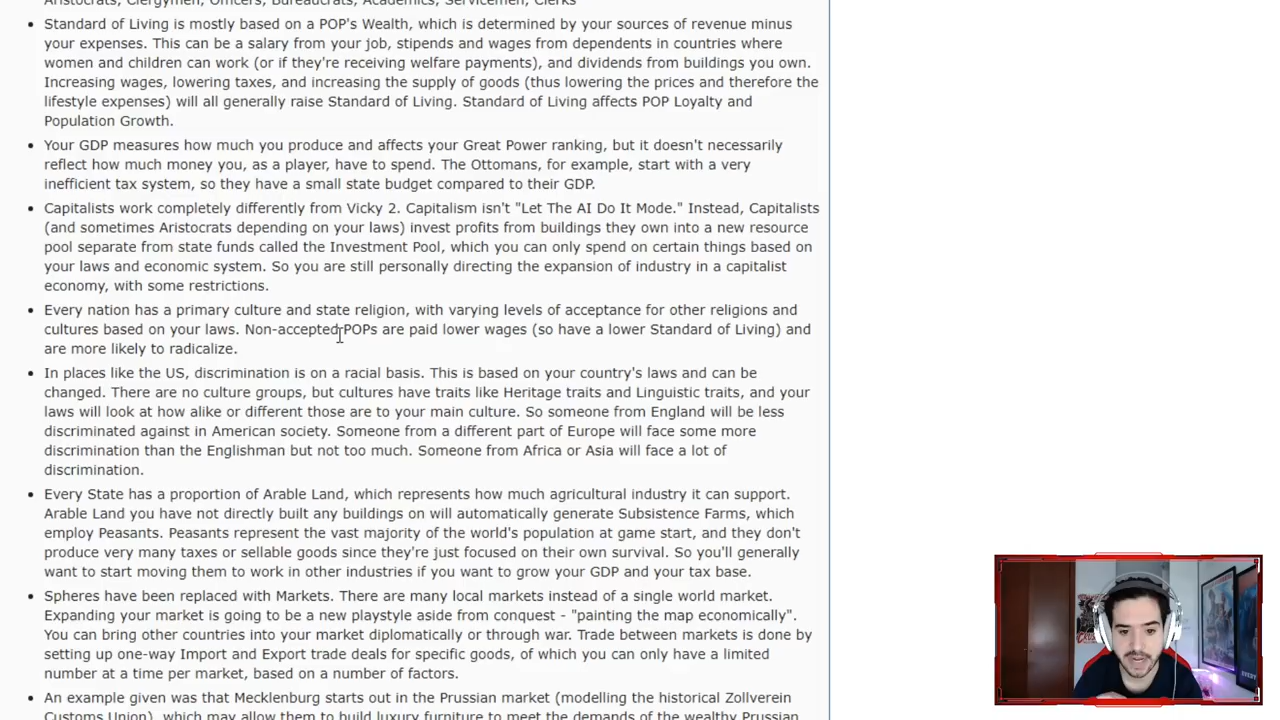 Aristocrats, Clergymen, Officers, Bureaucrats, Academics, Servicemen, Clerks
• Standard of Living is mostly based on a POP's Wealth, which is determined by your sources of revenue minus
your expenses. This can be a salary from your job, stipends and wages from dependents in countries where
women and children can work (or if they're receiving welfare payments), and dividends from buildings you own.
Increasing wages, lowering taxes, and increasing the supply of goods (thus lowering the prices and therefore the
lifestyle expenses) will all generally raise Standard of Living. Standard of Living affects POP Loyalty and
Population Growth.
• Your GDP measures how much you produce and affects your Great Power ranking, but it doesn't necessarily
reflect how much money you, as a player, have to spend. The Ottomans, for example, start with a very
inefficient tax system, so they have a small state budget compared to their GDP.
• Capitalists work completely differently from Vicky 2. Capitalism isn't "Let The AI Do It Mode." Instead, Capitalists
(and sometimes Aristocrats depending on your laws) invest profits from buildings they own into a new resource
pool separate from state funds called the Investment Pool, which you can only spend on certain things based on
your laws and economic system. So you are still personally directing the expansion of industry in a capitalist
economy, with some restrictions.
• Every nation has a primary culture and state religion, with varying levels of acceptance for other religions and
cultures based on your laws. Non-accepted POPs are paid lower wages (so have a lower Standard of Living) and
are more likely to radicalize.
• In places like the US, discrimination is on a racial basis. This is based on your country's laws and can be
changed. There are no culture groups, but cultures have traits like Heritage traits and Linguistic traits, and your
laws will look at how alike or different those are to your main culture. So someone from England will be less
discriminated against in American society. Someone from a different part of Europe will face some more
discrimination than the Englishman but not too much. Someone from Africa or Asia will face a lot of
discrimination.
• Every State has a proportion of Arable Land, which represents how much agricultural industry it can support.
Arable Land you have not directly built any buildings on will automatically generate Subsistence Farms, which
employ Peasants. Peasants represent the vast majority of the world's population at game start, and they don't
produce very many taxes or sellable goods since they're just focused on their own survival. So you'll generally
want to start moving them to work in other industries if you want to grow your GDP and your tax base.
• Spheres have been replaced with Markets. There are many local markets instead of a single world market.
Expanding your market is going to be a new playstyle aside from conquest - "painting the map economically".
You can bring other countries into your market diplomatically or through war. Trade between markets is done by
setting up one-way Import and Export trade deals for specific goods, of which you can only have a limited
number at a time per market, based on a number of factors.
• An example given was that Mecklenburg starts out in the Prussian market (modelling the historical Zollverein
Customs Union), which may allow them to build luxury furniture to meet the demands of the wealthy Prussian